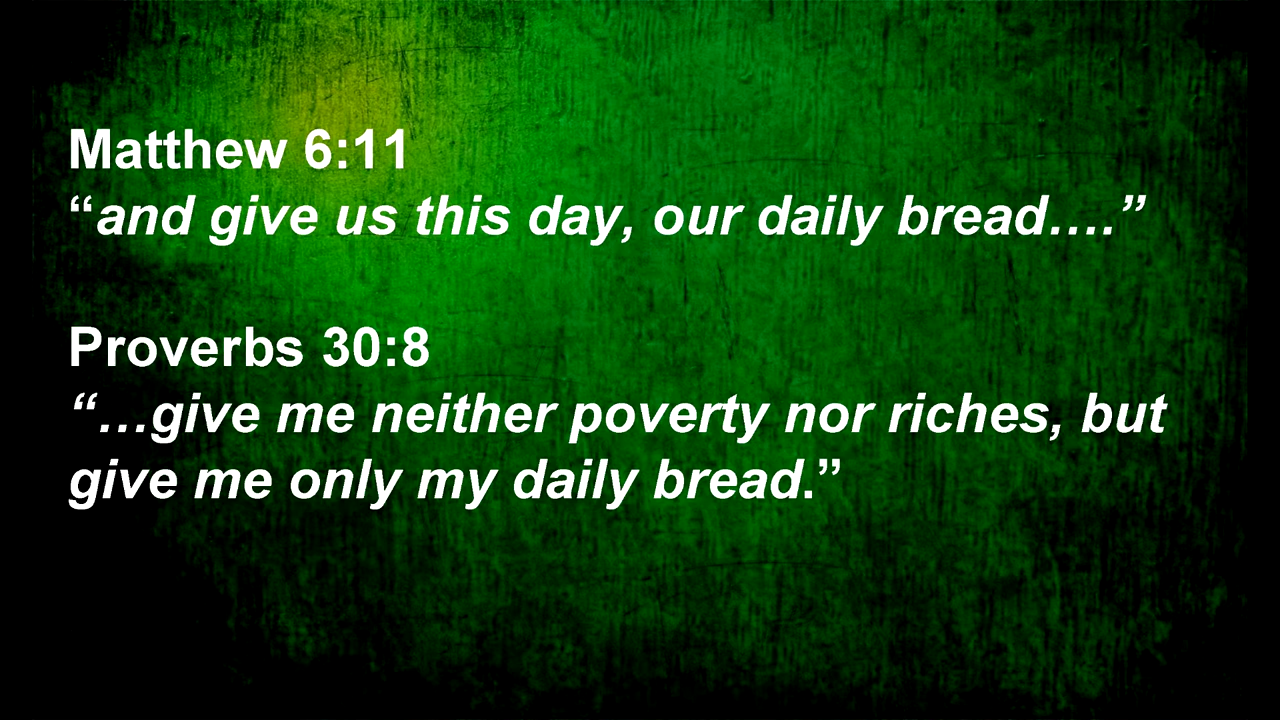 Matthew 6:11
“and give us this day, our daily bread….”
Proverbs 30:8
“…give me neither poverty nor riches, but
give me only my daily bread.”